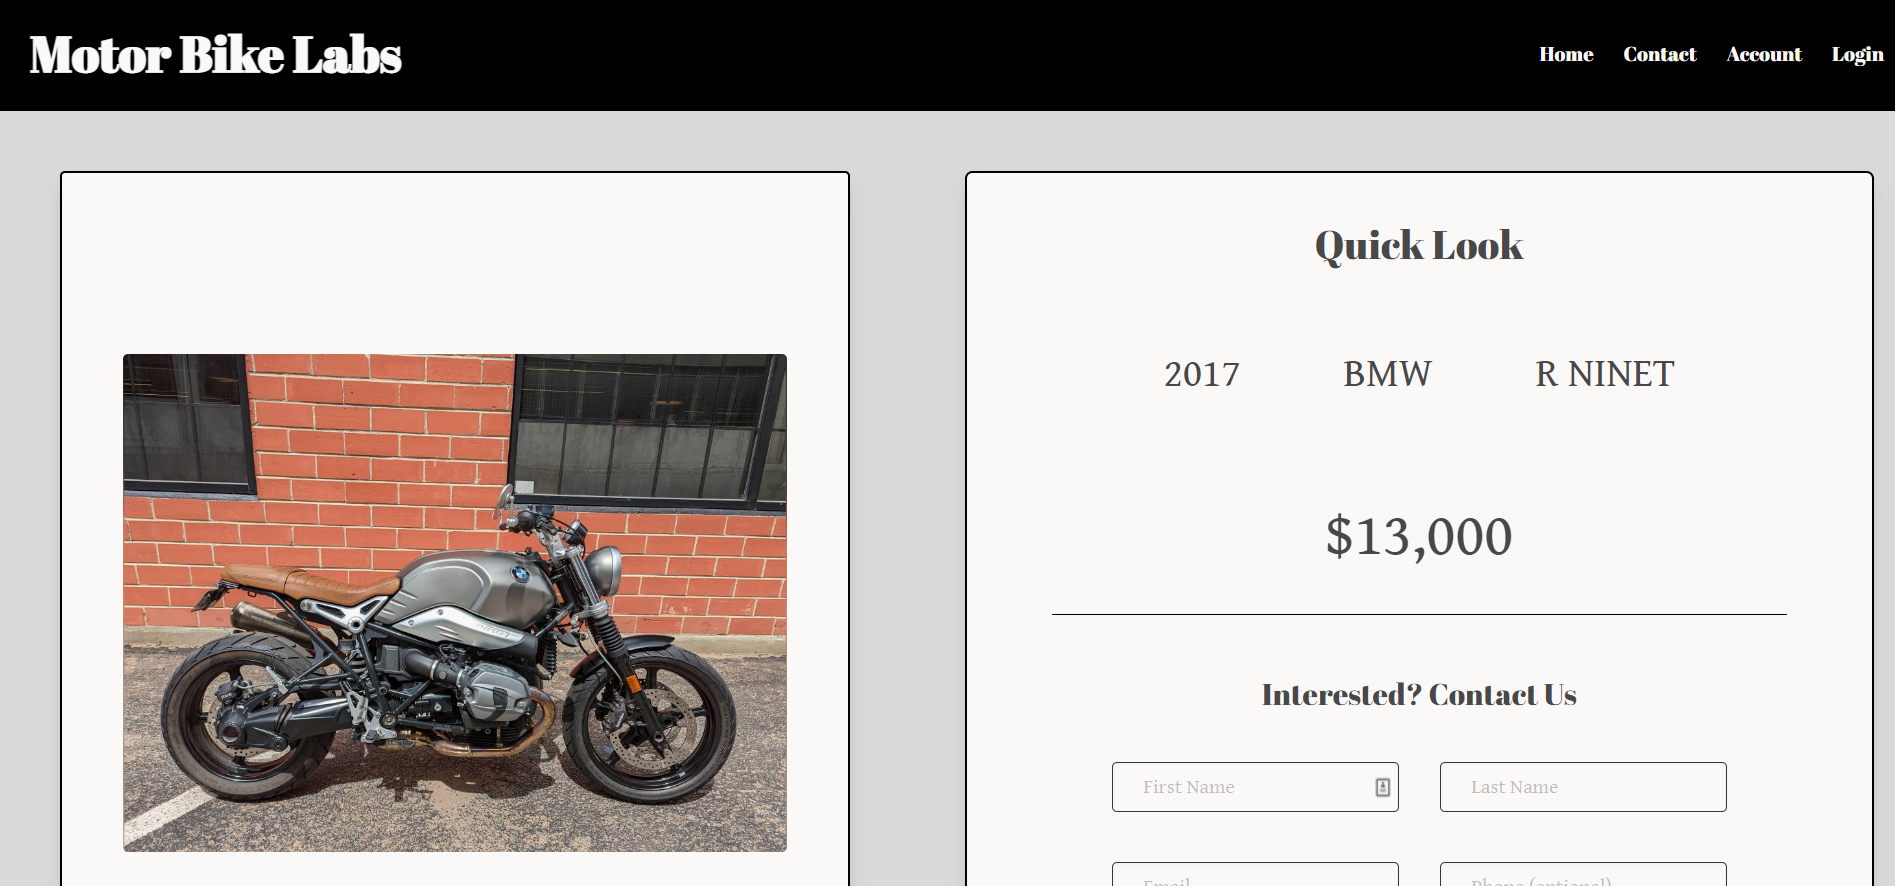 Motor Bike Labs
Home Contact Account Login
Quick Look
2017 BMW R NINET
$13,000
Interested? Contact Us
First Name Last Name
Email Phone (optional)